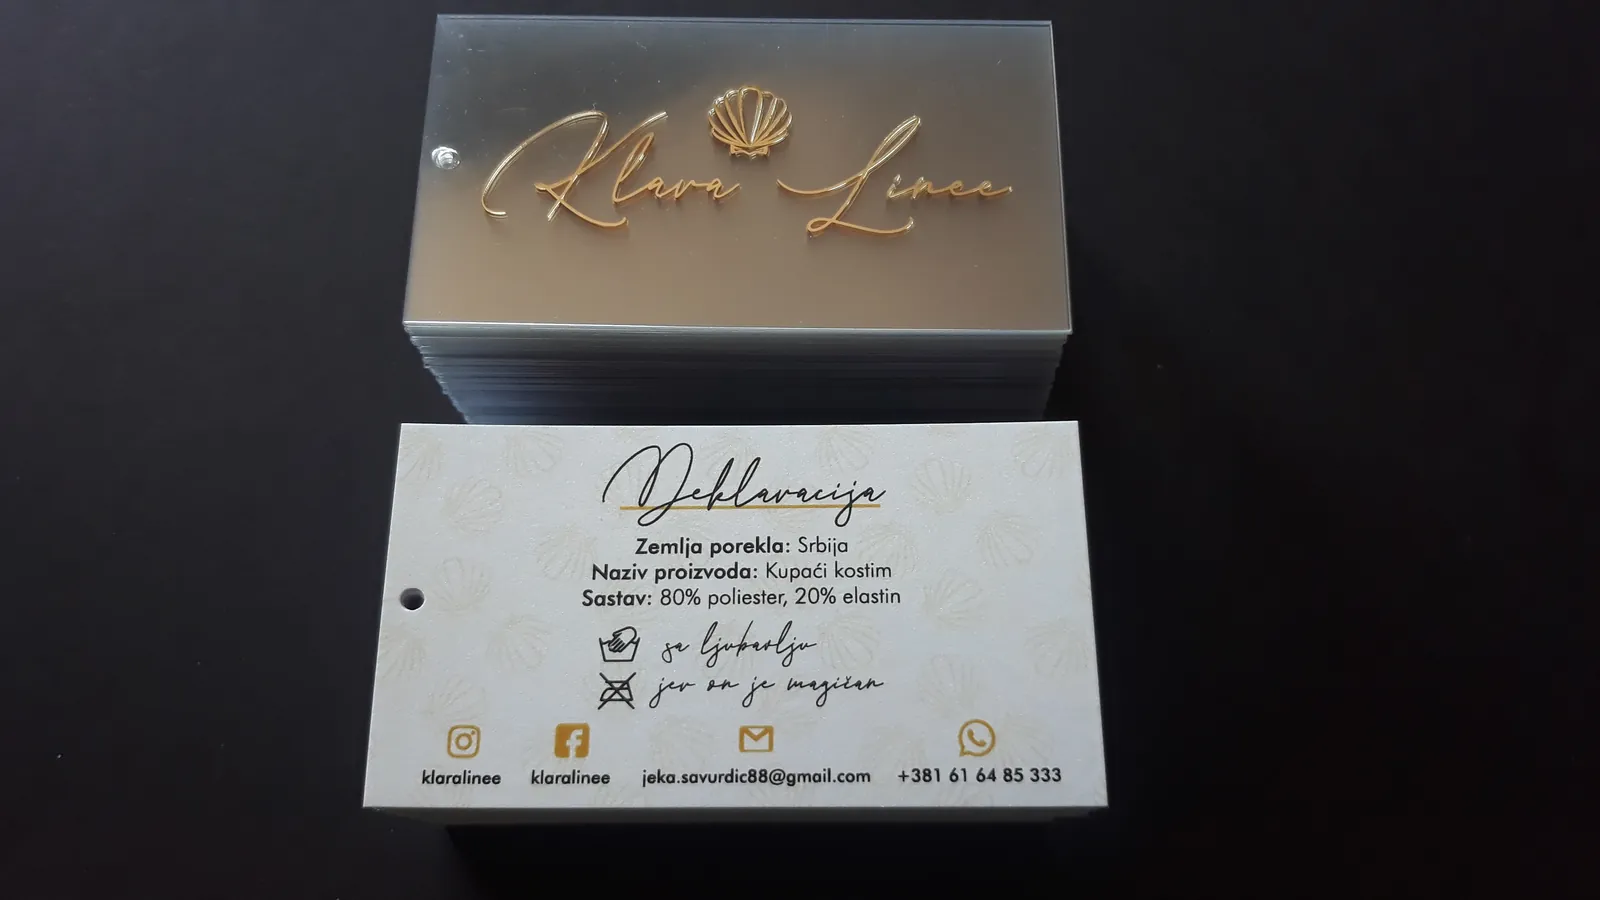 Klara Linee
Deklaracija
Zemlja porekla: Srbija
Naziv proizvoda: Kupaći kostim
Sastav: 80% poliester, 20% elastin
sa ljubavlju
jer on je magičan
klaralinee klaralinee jeka.savurdic88@gmail.com +381 61 64 85 333